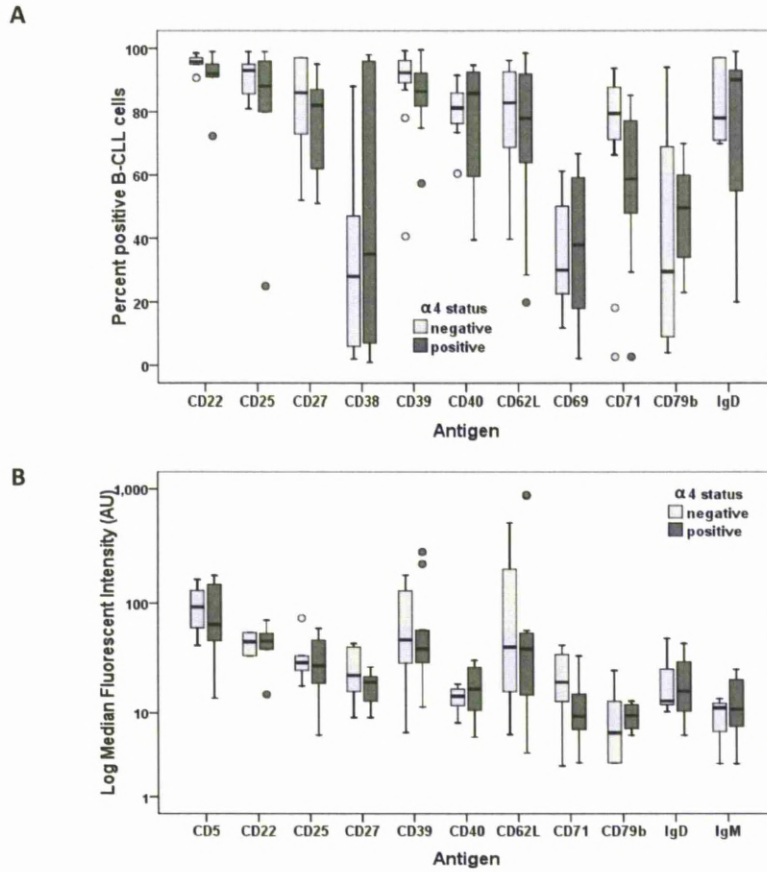 A
Percent positive B-CLL cells
100
80
60
40
20
0
α4 status
negative
positive
CD22 CD25 CD27 CD38 CD39 CD40 CD62L CD69 CD71 CD79b IgD
Antigen
B
Log Median Fluorescent Intensity (AU)
1,000
100
10
1
α4 status
negative
positive
CD5 CD22 CD25 CD27 CD39 CD40 CD62L CD71 CD79b IgD IgM
Antigen